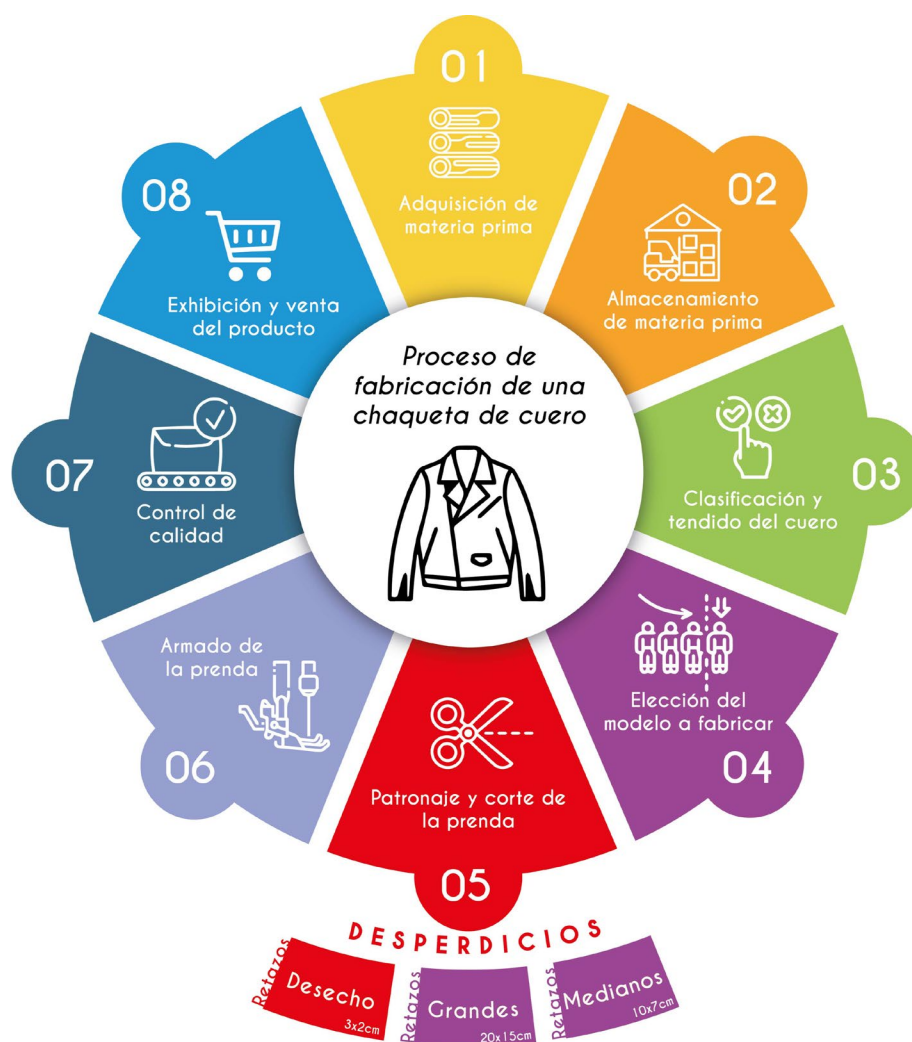 Proceso de
fabricación de una
chaqueta de cuero
01
Adquisición de
materia prima
02
Almacenamiento
de materia prima
03
Clasificación y
tendido del cuero
04
Elección del
modelo a fabricar
05
Patronaje y corte de
la prenda
06
Armado de
la prenda
07
Control de
calidad
08
Exhibición y venta
del producto
DESPERDICIOS
Retazos
Desecho
3x2cm
Retazos
Grandes
20x15cm
Retazos
Medianos
10x7cm